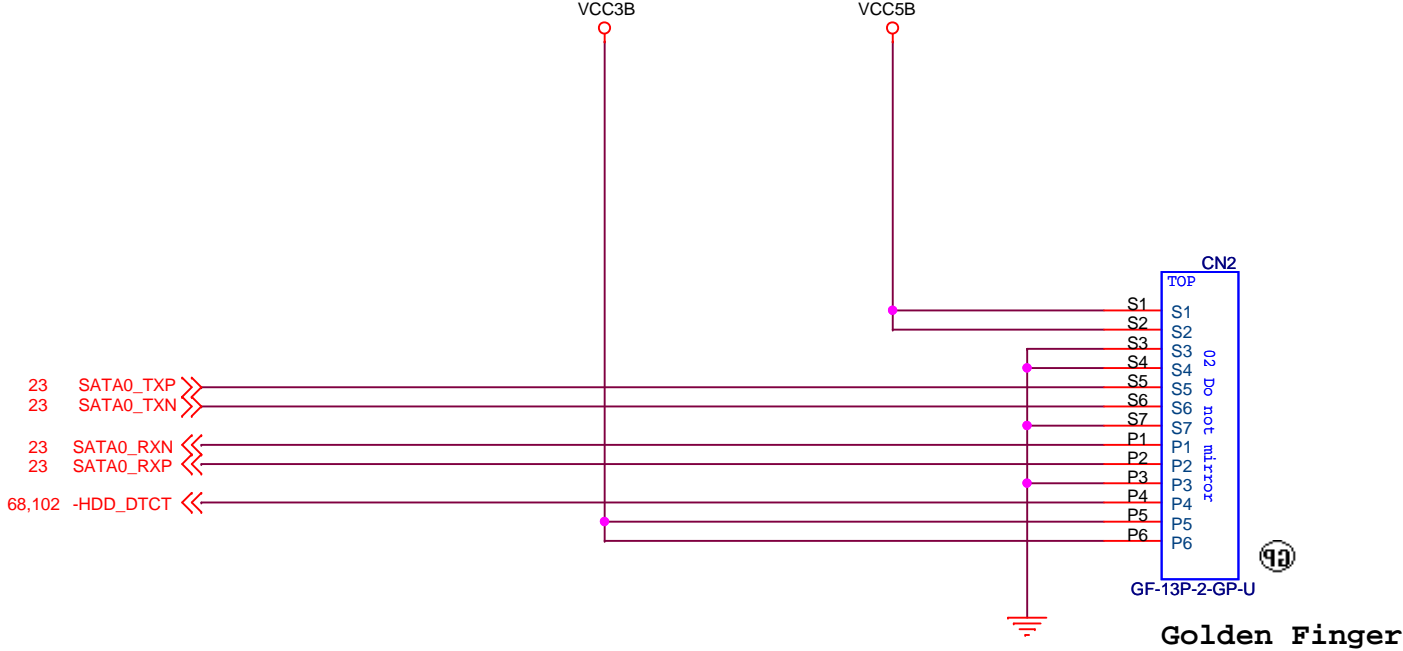 VCC3B VCC5B
CN2
TOP
S1 S1
S2 S2
S3 S3
S4 S4
23 SATA0_TXP S5 S5
23 SATA0_TXN S6 S6
S7 S7
23 SATA0_RXN P1 P1
23 SATA0_RXP P2 P2
P3 P3
68,102 -HDD_DTCT P4 P4
P5 P5
P6 P6
02 Do not mirror
GP
GF-13P-2-GP-U
Golden Finger